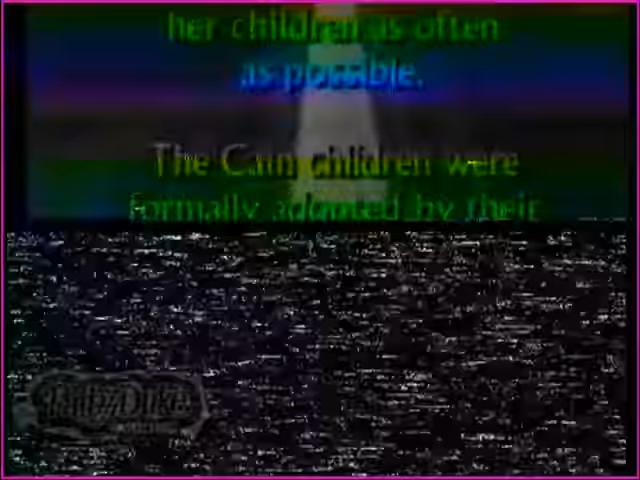 her children as often
as possible.
The Cain children were
formally adopted by their